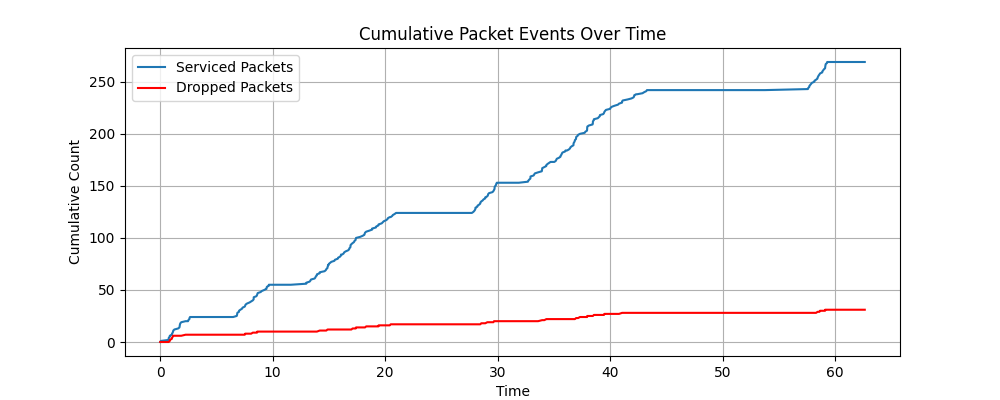 Cumulative Packet Events Over Time
Serviced Packets
Dropped Packets
Cumulative Count
250
200
150
100
50
0
0 10 20 30 40 50 60
Time